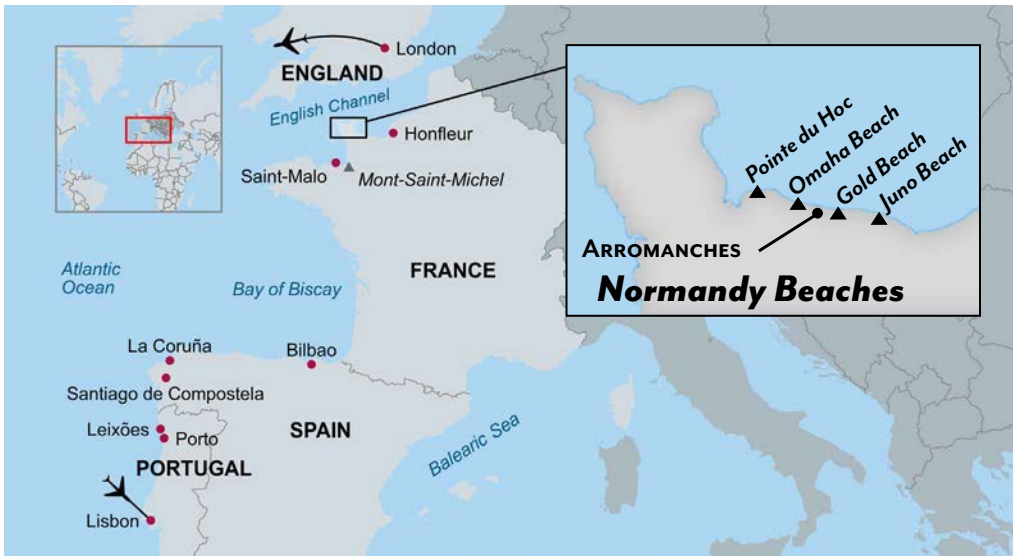 London
ENGLAND
English Channel
Honfleur
Saint-Malo
Mont-Saint-Michel
Pointe du Hoc
Omaha Beach
Gold Beach
Juno Beach
ARROMANCHES
Normandy Beaches
Atlantic
Ocean
Bay of Biscay
FRANCE
La Coruña
Bilbao
Santiago de Compostela
Leixões
Porto
SPAIN
PORTUGAL
Balearic Sea
Lisbon